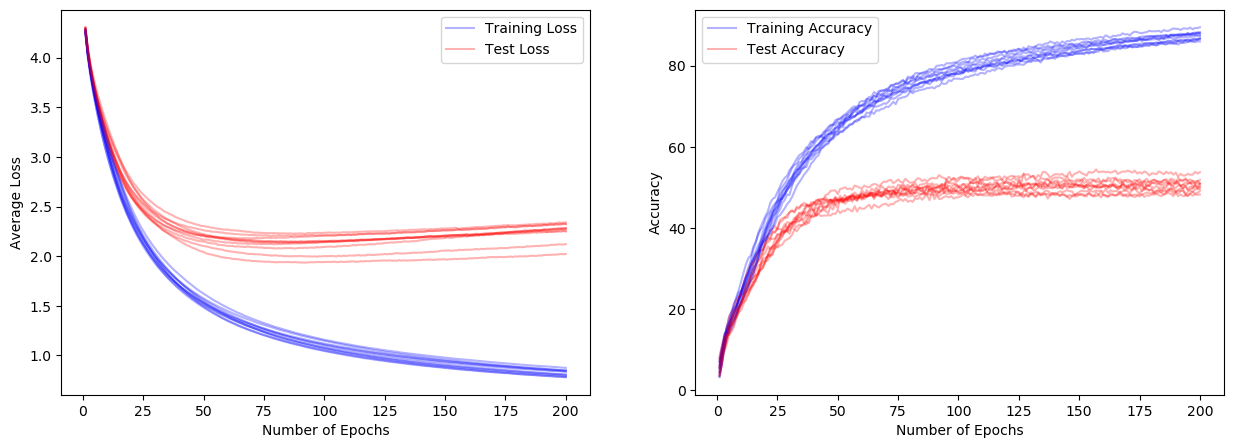 Training Loss
Test Loss
4.0
3.5
3.0
2.5
2.0
1.5
1.0
Average Loss
0 25 50 75 100 125 150 175 200
Number of Epochs
Training Accuracy
Test Accuracy
80
60
40
20
0
Accuracy
0 25 50 75 100 125 150 175 200
Number of Epochs